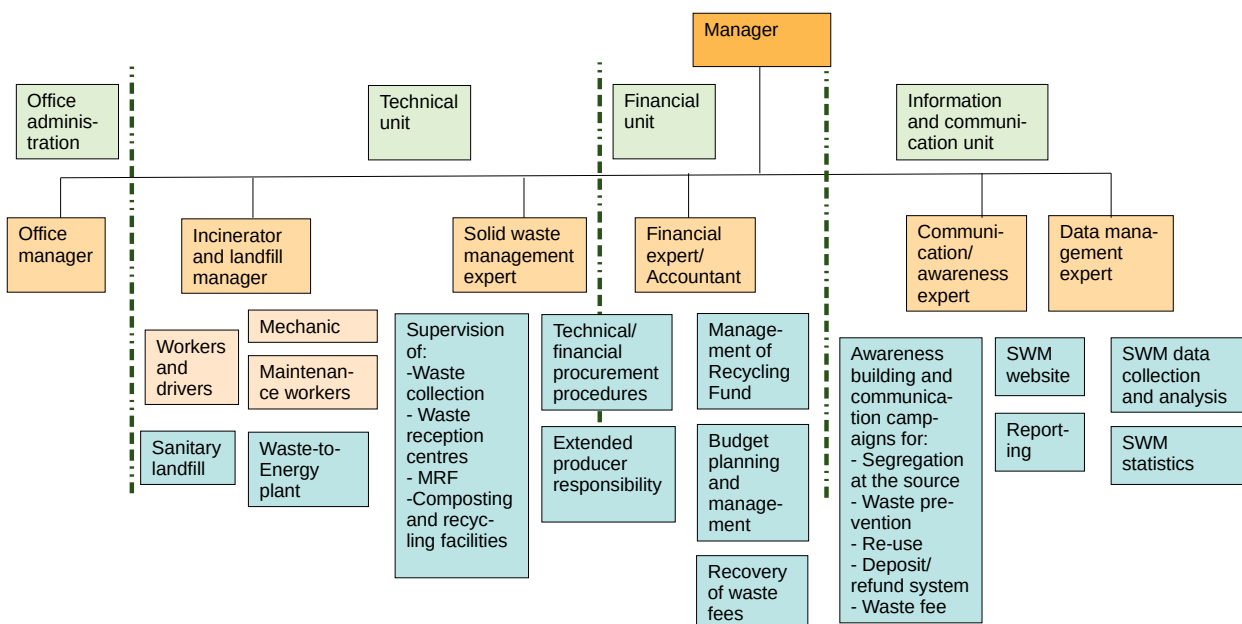 Manager
Office
adminis-
tration
Technical
unit
Financial
unit
Information
and communi-
cation unit
Office
manager
Incinerator
and landfill
manager
Solid waste
management
expert
Financial
expert/
Accountant
Communi-
cation/
awareness
expert
Data mana-
gement
expert
Workers
and
drivers
Mechanic
Maintenan-
ce workers
Sanitary
landfill
Waste-to-
Energy
plant
Supervision
of:
-Waste
collection
- Waste
reception
centres
- MRF
-Composting
and recyc-
ling facilities
Technical/
financial
procurement
procedures
Extended
producer
responsibility
Manage-
ment of
Recycling
Fund
Budget
planning
and
manage-
ment
Recovery
of waste
fees
Awareness
building and
communica-
tion camp-
aigns for:
- Segregation
at the source
- Waste pre-
vention
- Re-use
- Deposit/
refund system
- Waste fee
SWM
website
Report-
ing
SWM data
collection
and analysis
SWM
statistics